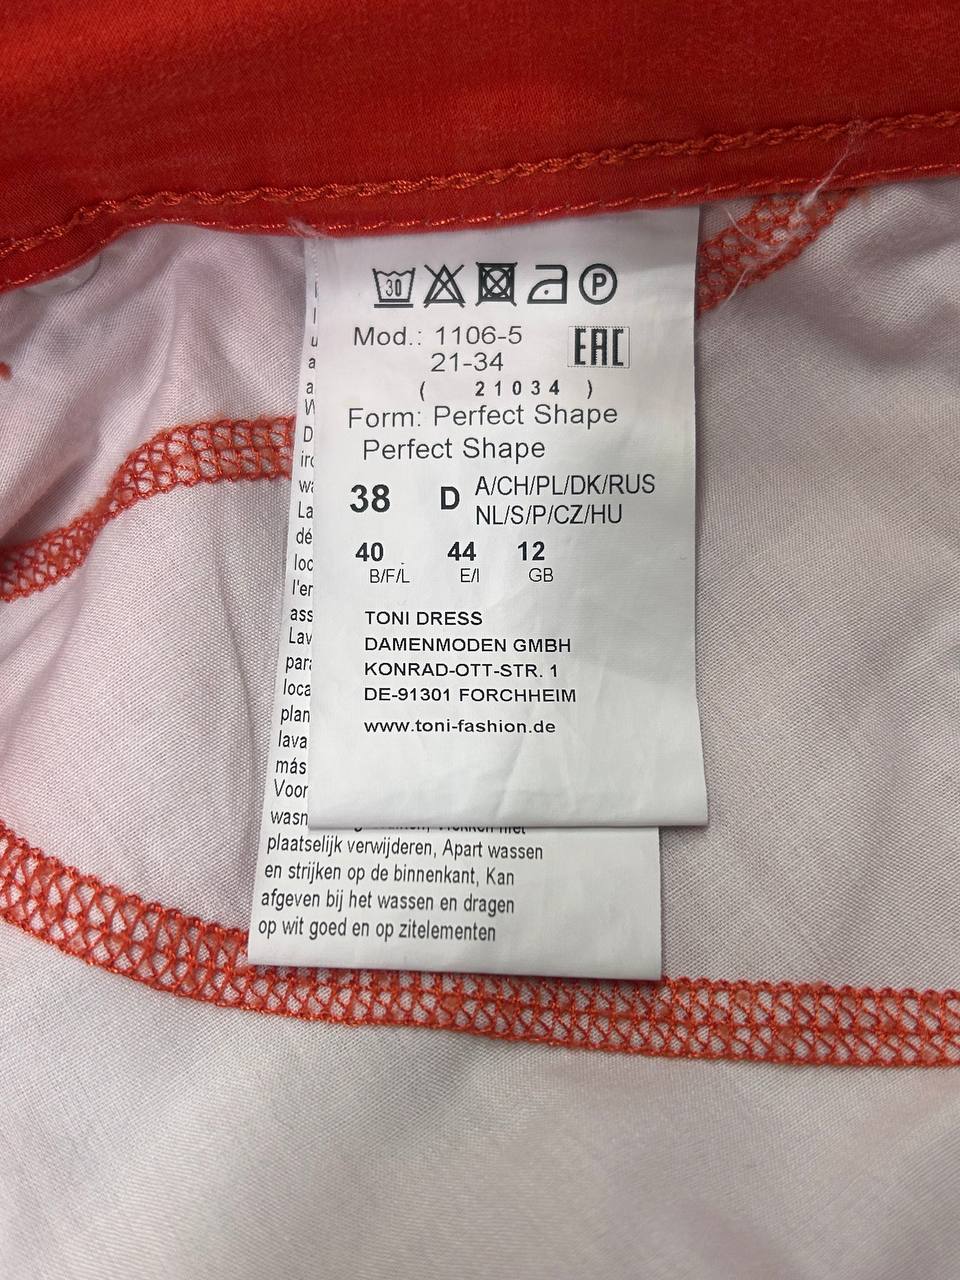 30
P
Mod.: 1106-5
21-34
( 21034 )
EAC
Form: Perfect Shape
Perfect Shape
38 D A/CH/PL/DK/RUS
NL/S/P/CZ/HU
40 44 12
B/F/L E/I GB
TONI DRESS
DAMENMODEN GMBH
KONRAD-OTT-STR. 1
DE-91301 FORCHHEIM
www.toni-fashion.de
plaatselijk verwijderen, Apart wassen
en strijken op de binnenkant, Kan
afgeven bij het wassen en dragen
op wit goed en op zitelementen